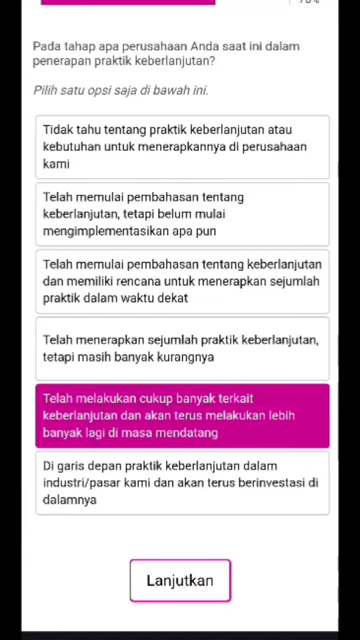 Pada tahap apa perusahaan Anda saat ini dalam
penerapan praktik keberlanjutan?
Pilih satu opsi saja di bawah ini.
Tidak tahu tentang praktik keberlanjutan atau
kebutuhan untuk menerapkannya di perusahaan
kami
Telah memulai pembahasan tentang
keberlanjutan, tetapi belum mulai
mengimplementasikan apa pun
Telah memulai pembahasan tentang keberlanjutan
dan memiliki rencana untuk menerapkan sejumlah
praktik dalam waktu dekat
Telah menerapkan sejumlah praktik keberlanjutan,
tetapi masih banyak kurangnya
Telah melakukan cukup banyak terkait
keberlanjutan dan akan terus melakukan lebih
banyak lagi di masa mendatang
Di garis depan praktik keberlanjutan dalam
industri/pasar kami dan akan terus berinvestasi di
dalamnya
Lanjutkan